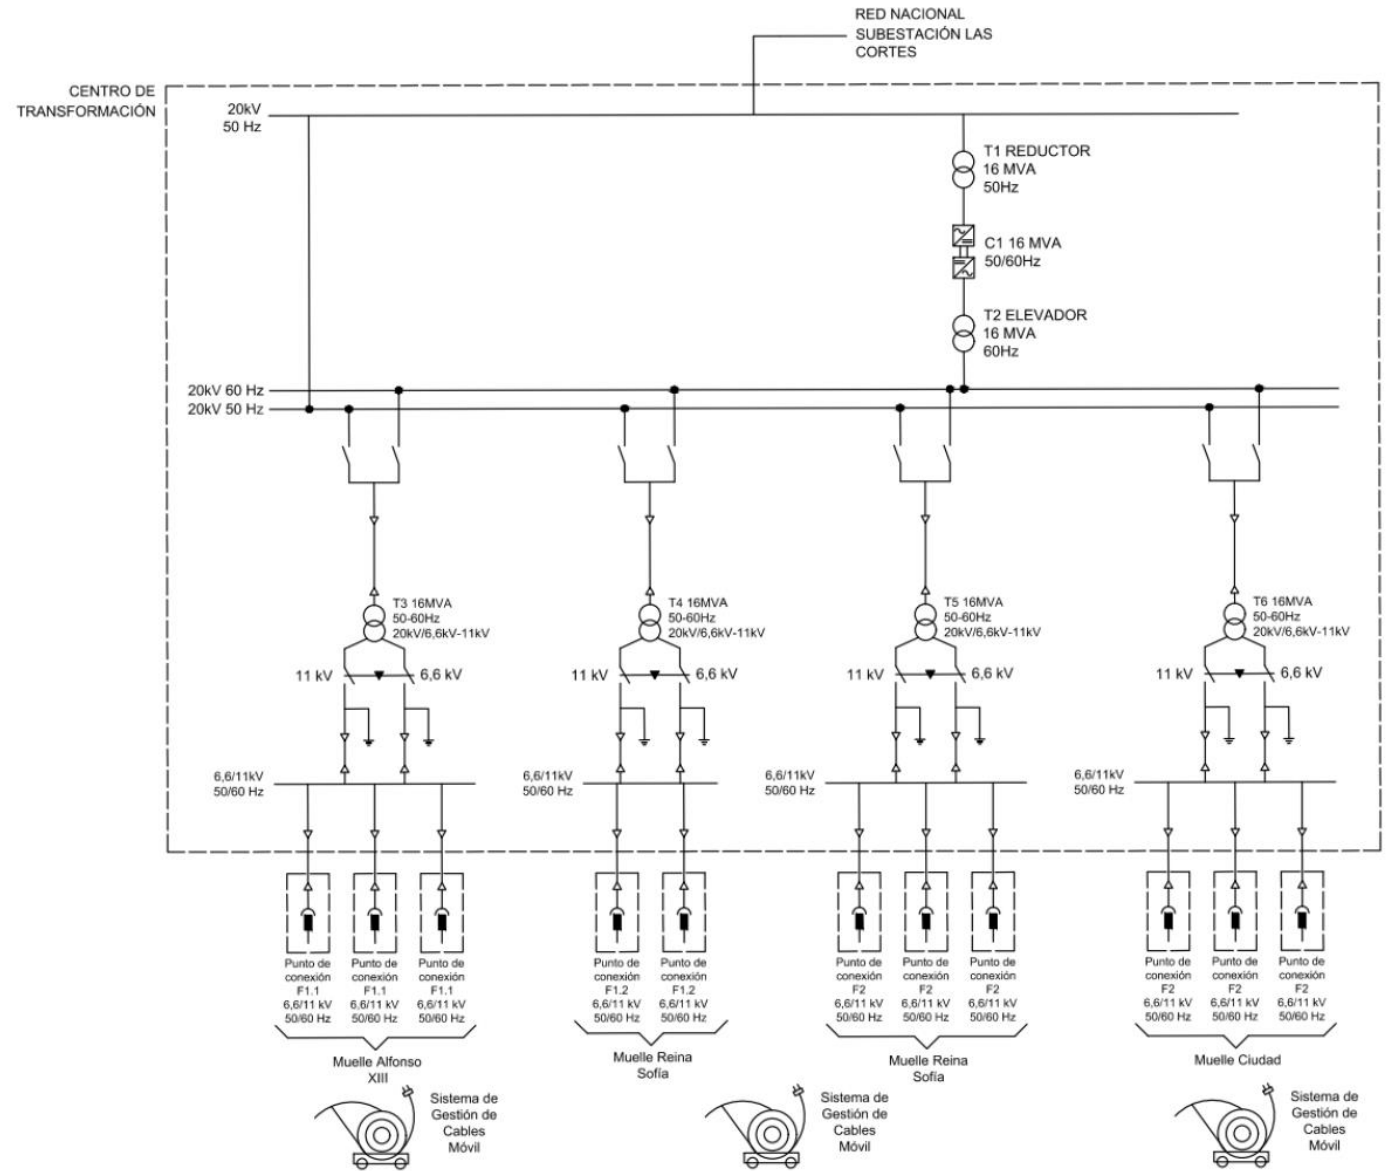 RED NACIONAL
SUBESTACIÓN LAS
CORTES
CENTRO DE
TRANSFORMACIÓN
20kV
50 Hz
T1 REDUCTOR
16 MVA
50Hz
C1 16 MVA
50/60Hz
T2 ELEVADOR
16 MVA
60Hz
20kV 60 Hz
20kV 50 Hz
T3 16MVA
50-60Hz
20kV/6,6kV-11kV
T4 16MVA
50-60Hz
20kV/6,6kV-11kV
T5 16MVA
50-60Hz
20kV/6,6kV-11kV
T6 16MVA
50-60Hz
20kV/6,6kV-11kV
11 kV
6,6 kV
11 kV
6,6 kV
11 kV
6,6 kV
11 kV
6,6 kV
6,6/11kV
50/60 Hz
6,6/11kV
50/60 Hz
6,6/11kV
50/60 Hz
6,6/11kV
50/60 Hz
Punto de
conexión
F1.1
6,6/11 kV
50/60 Hz
Punto de
conexión
F1.1
6,6/11 kV
50/60 Hz
Punto de
conexión
F1.1
6,6/11 kV
50/60 Hz
Punto de
conexión
F1.2
6,6/11 kV
50/60 Hz
Punto de
conexión
F1.2
6,6/11 kV
50/60 Hz
Punto de
conexión
F2
6,6/11 kV
50/60 Hz
Punto de
conexión
F2
6,6/11 kV
50/60 Hz
Punto de
conexión
F2
6,6/11 kV
50/60 Hz
Punto de
conexión
F2
6,6/11 kV
50/60 Hz
Punto de
conexión
F2
6,6/11 kV
50/60 Hz
Punto de
conexión
F2
6,6/11 kV
50/60 Hz
Muelle Alfonso
XIII
Muelle Reina
Sofía
Muelle Reina
Sofía
Muelle Ciudad
Sistema de
Gestión de
Cables
Móvil
Sistema de
Gestión de
Cables
Móvil
Sistema de
Gestión de
Cables
Móvil